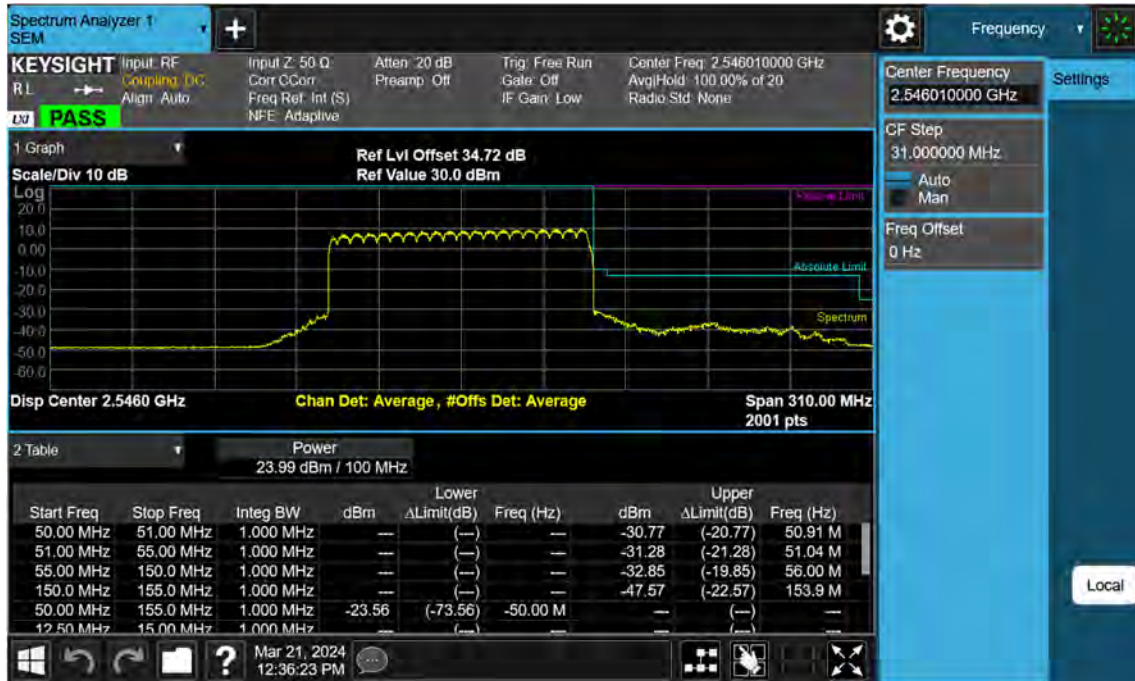 Spectrum Analyzer 1
SEM
Frequency
KEYSIGHT
RL
LXI PASS
Input: RF
Coupling: DC
Align: Auto
Input Z: 50 Ω
Corr CCorr
Freq Ref: Int (S)
NFE: Adaptive
Atten: 20 dB
Preamp: Off
Trig: Free Run
Gate: Off
IF Gain: Low
Center Freq: 2.546010000 GHz
Avg|Hold: 100.00% of 20
Radio Std: None
Center Frequency
2.546010000 GHz
Settings
CF Step
31.000000 MHz
Auto
Man
Freq Offset
0 Hz
1 Graph
Scale/Div 10 dB
Ref Lvl Offset 34.72 dB
Ref Value 30.0 dBm
Log
20.0
10.0
0.00
-10.0
-20.0
-30.0
-40.0
-50.0
-60.0
Relative Limit
Absolute Limit
Spectrum
Disp Center 2.5460 GHz
Chan Det: Average, #Offs Det: Average
Span 310.00 MHz
2001 pts
2 Table
Power
23.99 dBm / 100 MHz
Lower Upper
Start Freq Stop Freq Integ BW dBm ΔLimit(dB) Freq (Hz) dBm ΔLimit(dB) Freq (Hz)
50.00 MHz 51.00 MHz 1.000 MHz --- (---) --- -30.77 (-20.77) 50.91 M
51.00 MHz 55.00 MHz 1.000 MHz --- (---) --- -31.28 (-21.28) 51.04 M
55.00 MHz 150.0 MHz 1.000 MHz --- (---) --- -32.85 (-19.85) 56.00 M
150.0 MHz 155.0 MHz 1.000 MHz --- (---) --- -47.57 (-22.57) 153.9 M
50.00 MHz 155.0 MHz 1.000 MHz -23.56 (-73.56) -50.00 M --- (---) ---
12.50 MHz 15.00 MHz 1.000 MHz --- (---) --- --- (---) ---
Local
?
Mar 21, 2024
12:36:23 PM